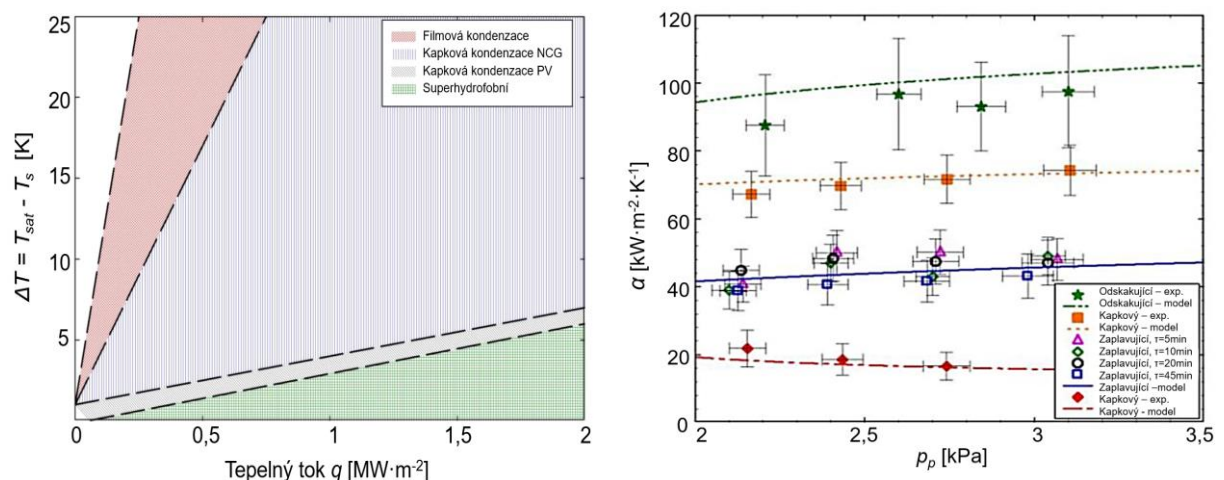 25
20
15
10
5
ΔT = Tsat - Ts [K]
Filmová kondenzace
Kapková kondenzace NCG
Kapková kondenzace PV
Superhydrofobní
0
0,5
1
1,5
2
Tepelný tok q [MW·m-2]
120
100
80
60
40
20
0
α [kW·m-2·K-1]
Odskakující – exp.
Odskakující – model
Kapkový – exp.
Kapkový – model
Zaplavující, τ=5min
Zaplavující, τ=10min
Zaplavující, τ=20min
Zaplavující, τ=45min
Zaplavující –model
Kapkový – exp.
Kapkový - model
2
2,5
3
3,5
pp [kPa]